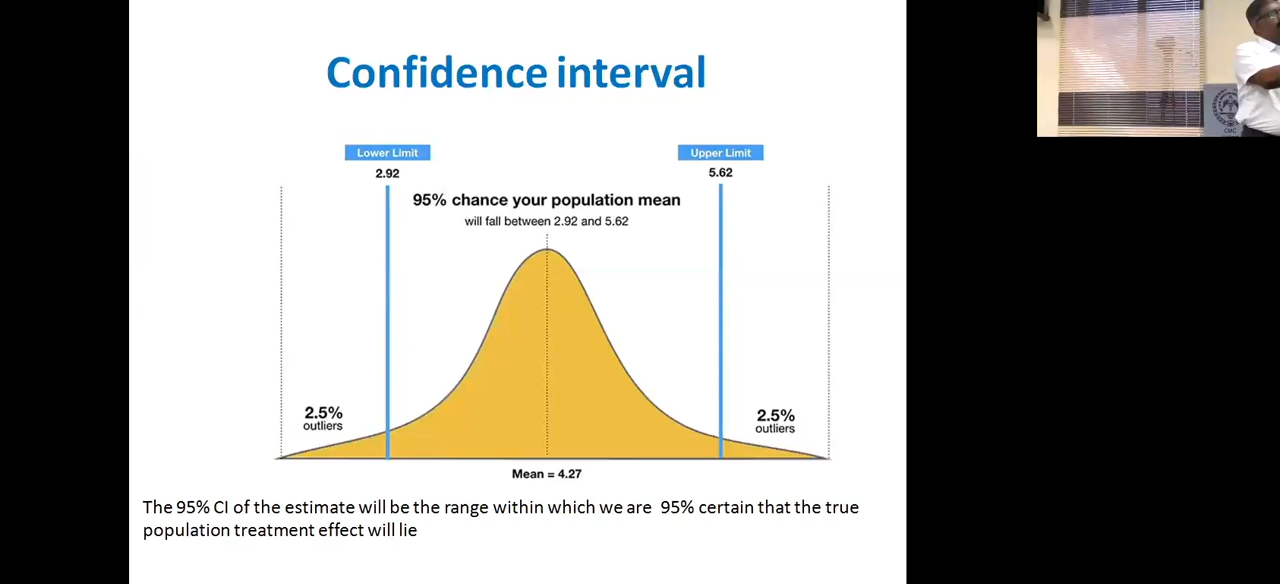 Confidence interval
Lower Limit
Upper Limit
2.92
5.62
95% chance your population mean
will fall between 2.92 and 5.62
2.5%
outliers
2.5%
outliers
Mean = 4.27
The 95% CI of the estimate will be the range within which we are 95% certain that the true
population treatment effect will lie
CMC